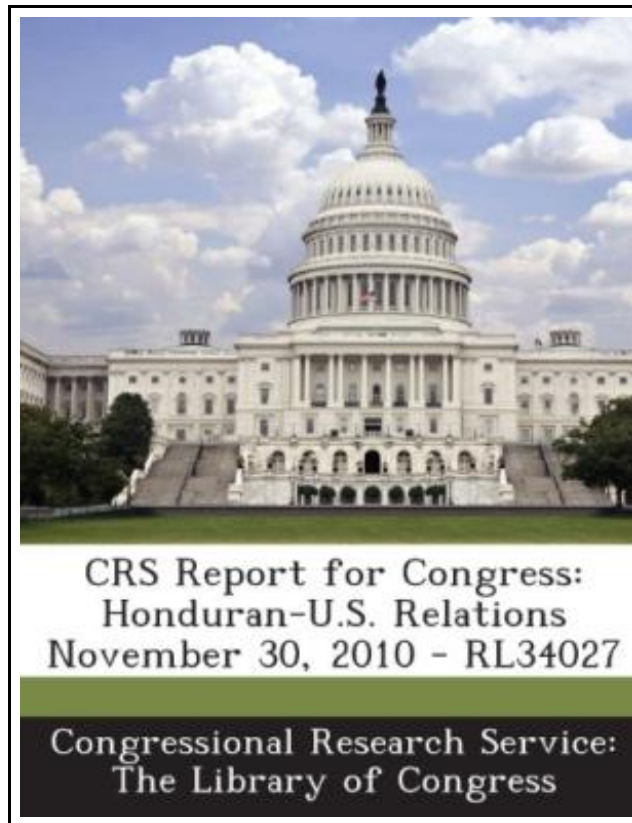 CRS Report for Congress:
Honduran-U.S. Relations
November 30, 2010 – RL34027
Congressional Research Service:
The Library of Congress